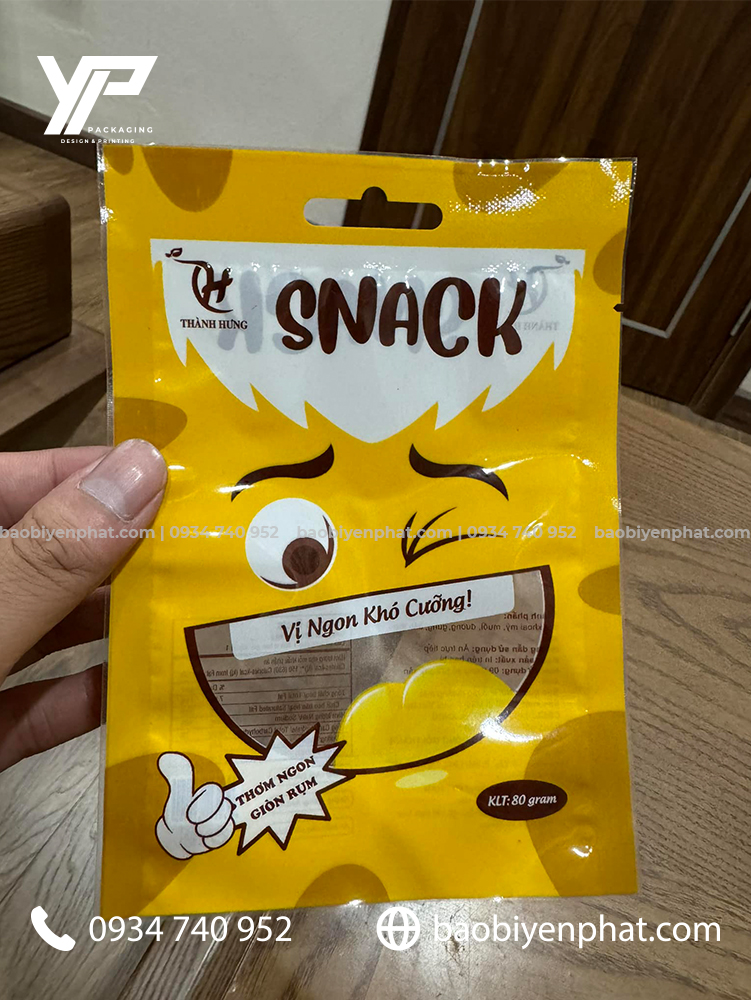 YP
PACKAGING
DESIGN & PRINTING
TH
THÀNH HƯNG
SNACK
baobiyenphat.com | 0934 740 952 baobiyenphat.com | 0934 740 952 baobiyenphat.com
Vị Ngon Khó Cưỡng!
THƠM NGON
GIÒN RỤM
KLT: 80 gram
0934 740 952
baobiyenphat.com